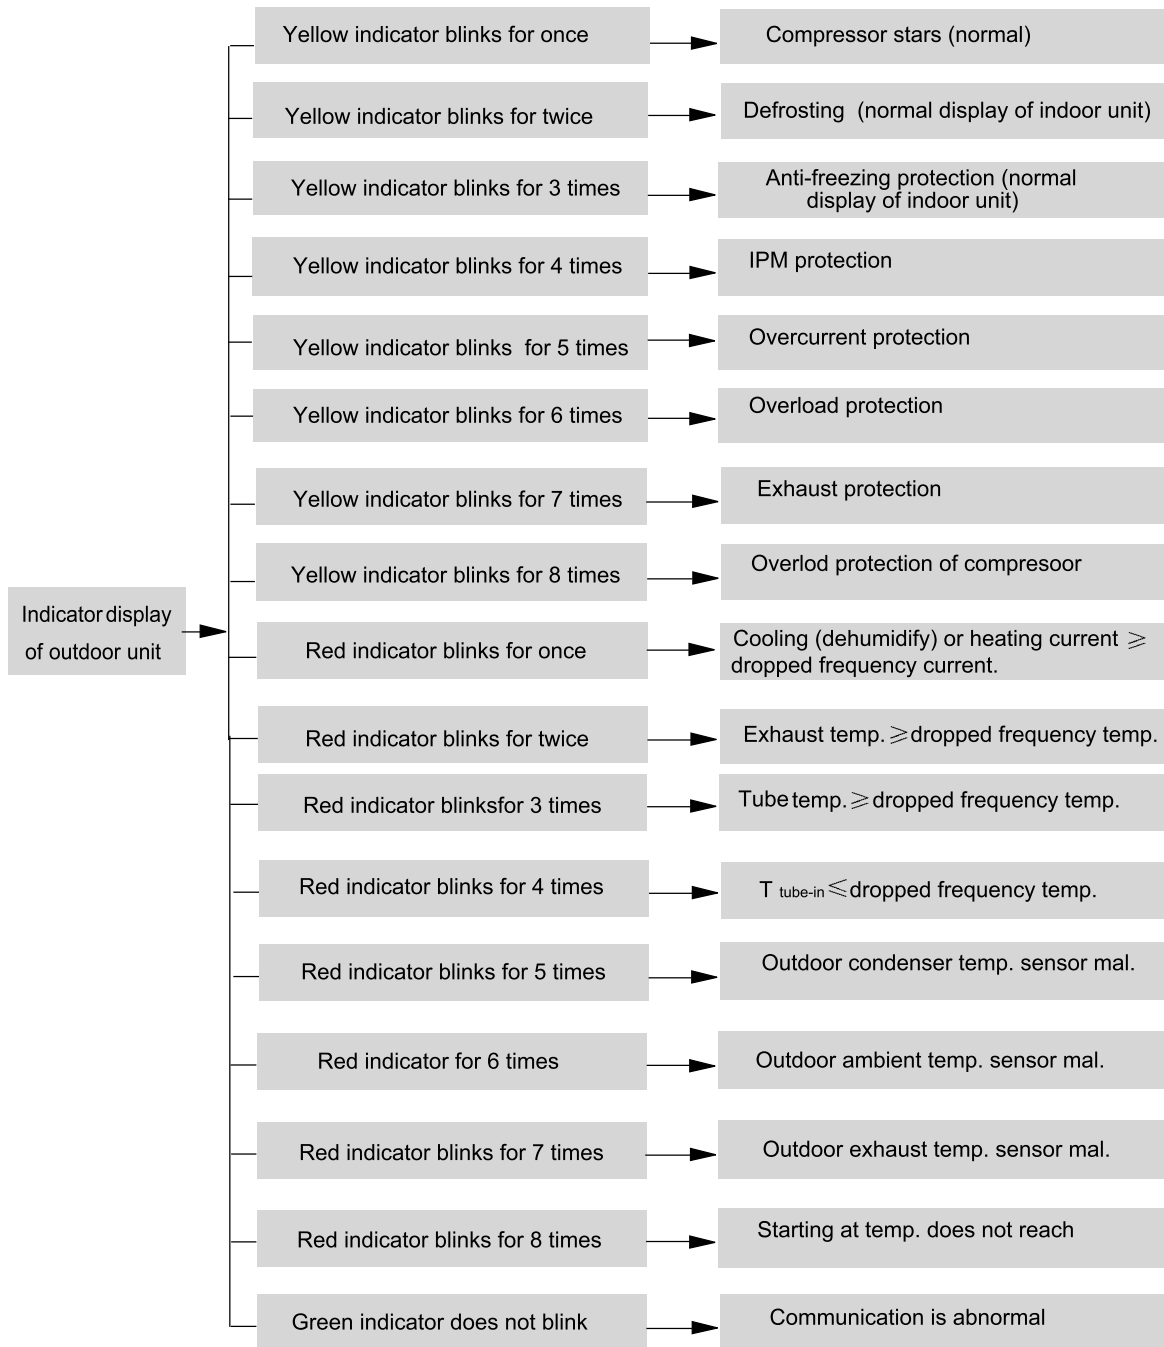 Yellow indicator blinks for once
Compressor stars (normal)
Yellow indicator blinks for twice
Defrosting (normal display of indoor unit)
Yellow indicator blinks for 3 times
Anti-freezing protection (normal
display of indoor unit)
Yellow indicator blinks for 4 times
IPM protection
Yellow indicator blinks for 5 times
Overcurrent protection
Yellow indicator blinks for 6 times
Overload protection
Yellow indicator blinks for 7 times
Exhaust protection
Yellow indicator blinks for 8 times
Overlod protection of compresoor
Indicator display
of outdoor unit
Red indicator blinks for once
Cooling (dehumidify) or heating current ⩾
dropped frequency current.
Red indicator blinks for twice
Exhaust temp. ⩾dropped frequency temp.
Red indicator blinksfor 3 times
Tube temp. ⩾ dropped frequency temp.
Red indicator blinks for 4 times
T tube-in ⩽dropped frequency temp.
Red indicator blinks for 5 times
Outdoor condenser temp. sensor mal.
Red indicator for 6 times
Outdoor ambient temp. sensor mal.
Red indicator blinks for 7 times
Outdoor exhaust temp. sensor mal.
Red indicator blinks for 8 times
Starting at temp. does not reach
Green indicator does not blink
Communication is abnormal